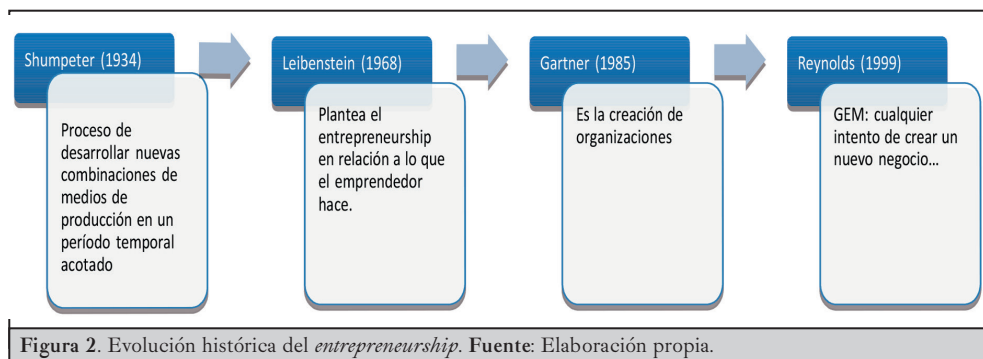 Shumpeter (1934)
Proceso de
desarrollar nuevas
combinaciones de
medios de
producción en un
período temporal
acotado
Leibenstein (1968)
Plantea el
entrepreneurship
en relación a lo que
el emprendedor
hace.
Gartner (1985)
Es la creación de
organizaciones
Reynolds (1999)
GEM: cualquier
intento de crear un
nuevo negocio...
Figura 2. Evolución histórica del entrepreneurship. Fuente: Elaboración propia.